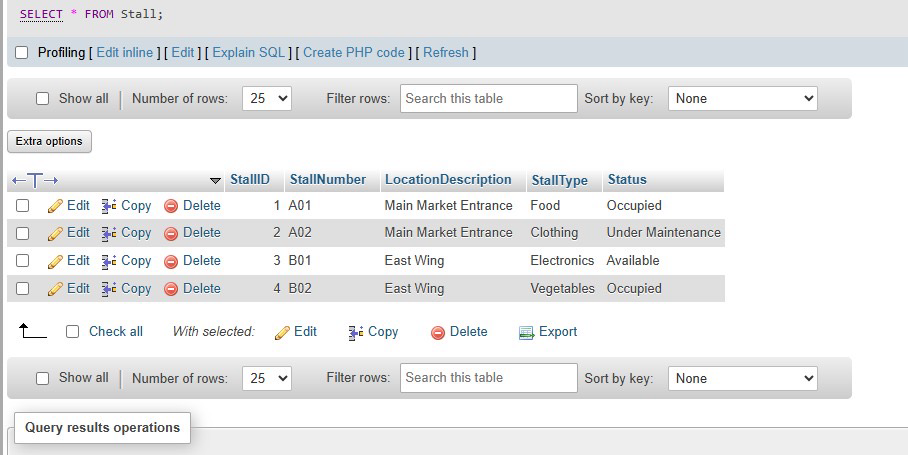 SELECT * FROM Stall;
Profiling [ Edit inline ] [ Edit ] [ Explain SQL ] [ Create PHP code ] [ Refresh ]
Show all Number of rows: 25 Filter rows: Search this table Sort by key: None
Extra options
←T→ StallID StallNumber LocationDescription StallType Status
Edit Copy Delete 1 A01 Main Market Entrance Food Occupied
Edit Copy Delete 2 A02 Main Market Entrance Clothing Under Maintenance
Edit Copy Delete 3 B01 East Wing Electronics Available
Edit Copy Delete 4 B02 East Wing Vegetables Occupied
Check all With selected: Edit Copy Delete Export
Show all Number of rows: 25 Filter rows: Search this table Sort by key: None
Query results operations